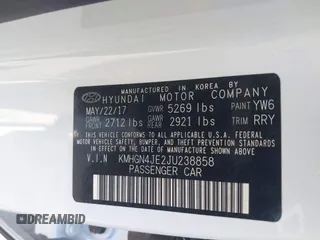 MANUFACTURED IN KOREA BY
HYUNDAI MOTOR COMPANY
MAY/22/17 GVWR 5269 lbs PAINT YW6
GAWR FRONT 2712 lbs GAWR REAR 2921 lbs TRIM RRY
THIS VEHICLE CONFORMS TO ALL APPLICABLE U.S.A. FEDERAL MOTOR VEHICLE SAFETY, BUMPER, AND THEFT PREVENTION STANDARDS IN EFFECT ON THE DATE OF MANUFACTURE SHOWN ABOVE.
V.I.N KMHGN4JE2JU238858
PASSENGER CAR
AUTOBIDMASTER